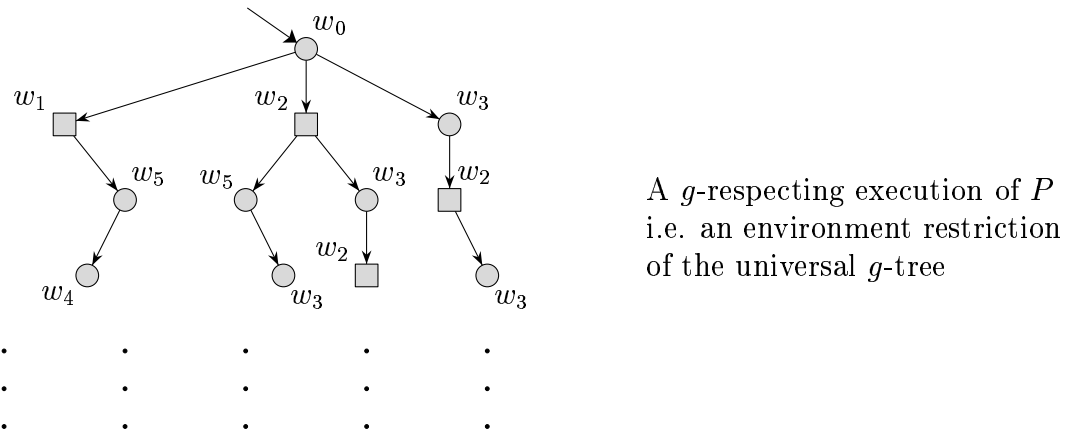 w₀
w₁ w₂ w₃
w₅ w₅ w₃ w₂
w₂
w₄ w₃ w₃
A g-respecting execution of P
i.e. an environment restriction
of the universal g-tree